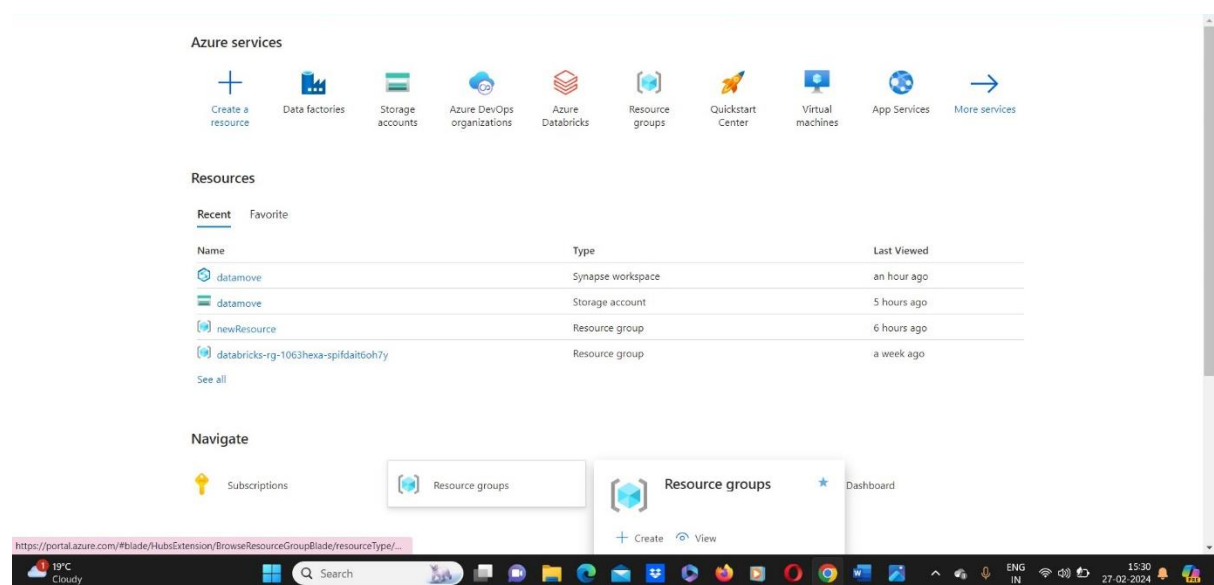 Azure services
Create a resource
Data factories
Storage accounts
Azure DevOps organizations
Azure Databricks
Resource groups
Quickstart Center
Virtual machines
App Services
More services
Resources
Recent Favorite
Name Type Last Viewed
datamove Synapse workspace an hour ago
datamove Storage account 5 hours ago
newResource Resource group 6 hours ago
databricks-rg-1063hexa-spifdait6oh7y Resource group a week ago
See all
Navigate
Subscriptions Resource groups Resource groups Dashboard
Create View
https://portal.azure.com/#blade/HubsExtension/BrowseResourceGroupBlade/resourceType/...
1 19°C Search ENG 15:30
Cloudy IN 27-02-2024